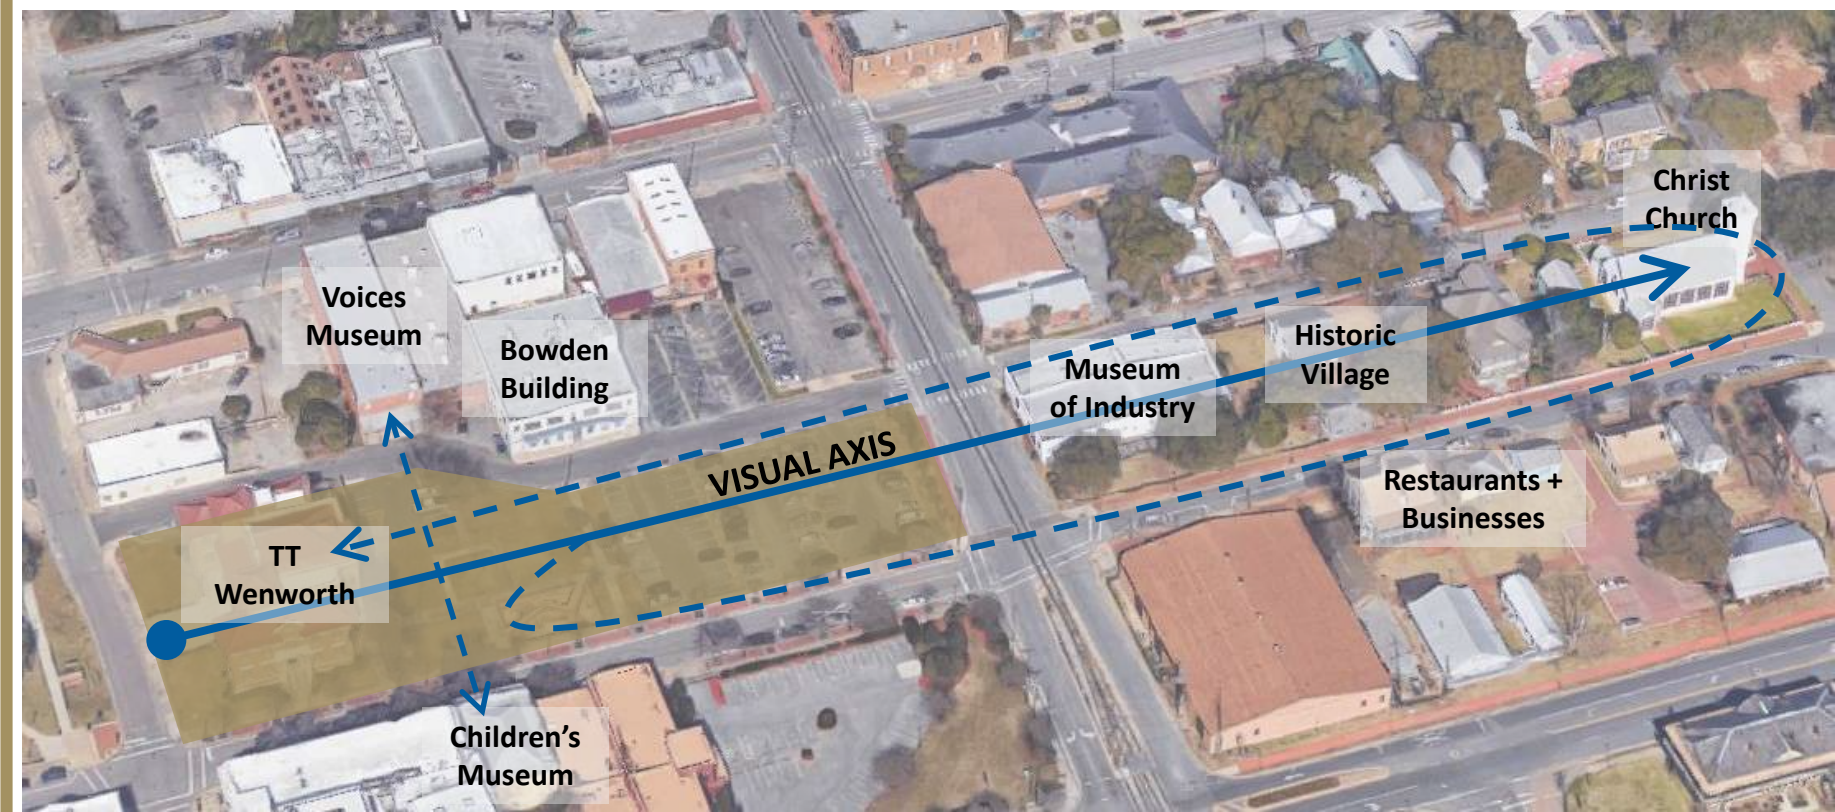 Christ
Church
Voices
Museum
Bowden
Building
Historic
Village
Museum
of Industry
VISUAL AXIS
Restaurants +
Businesses
TT
Wenworth
Children’s
Museum